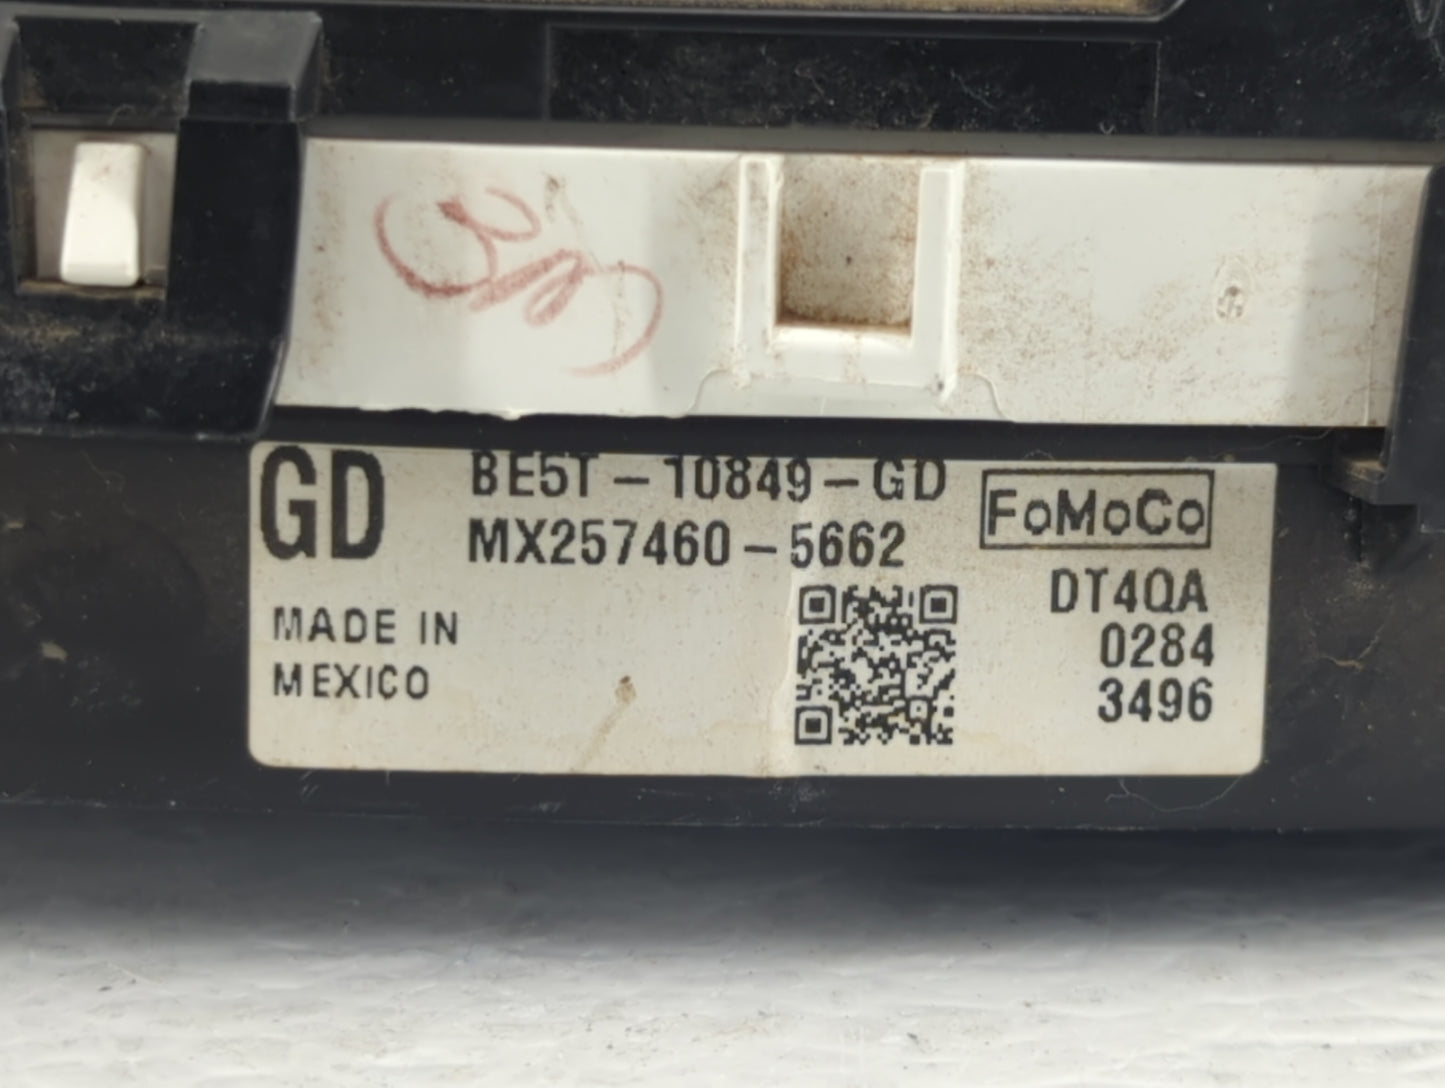 GD
BE5T-10849-GD
MX257460-5662
FoMoCo
DT4QA
0284
3496
MADE IN
MEXICO